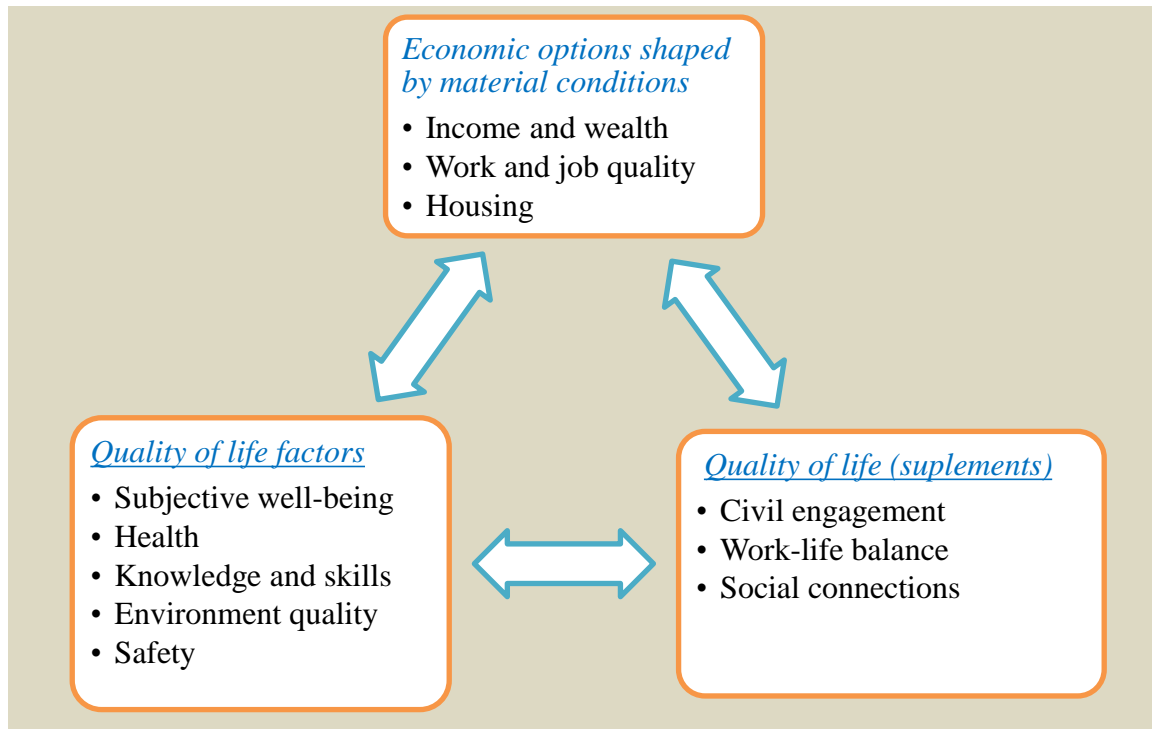 Economic options shaped
by material conditions
• Income and wealth
• Work and job quality
• Housing
Quality of life factors
• Subjective well-being
• Health
• Knowledge and skills
• Environment quality
• Safety
Quality of life (suplements)
• Civil engagement
• Work-life balance
• Social connections